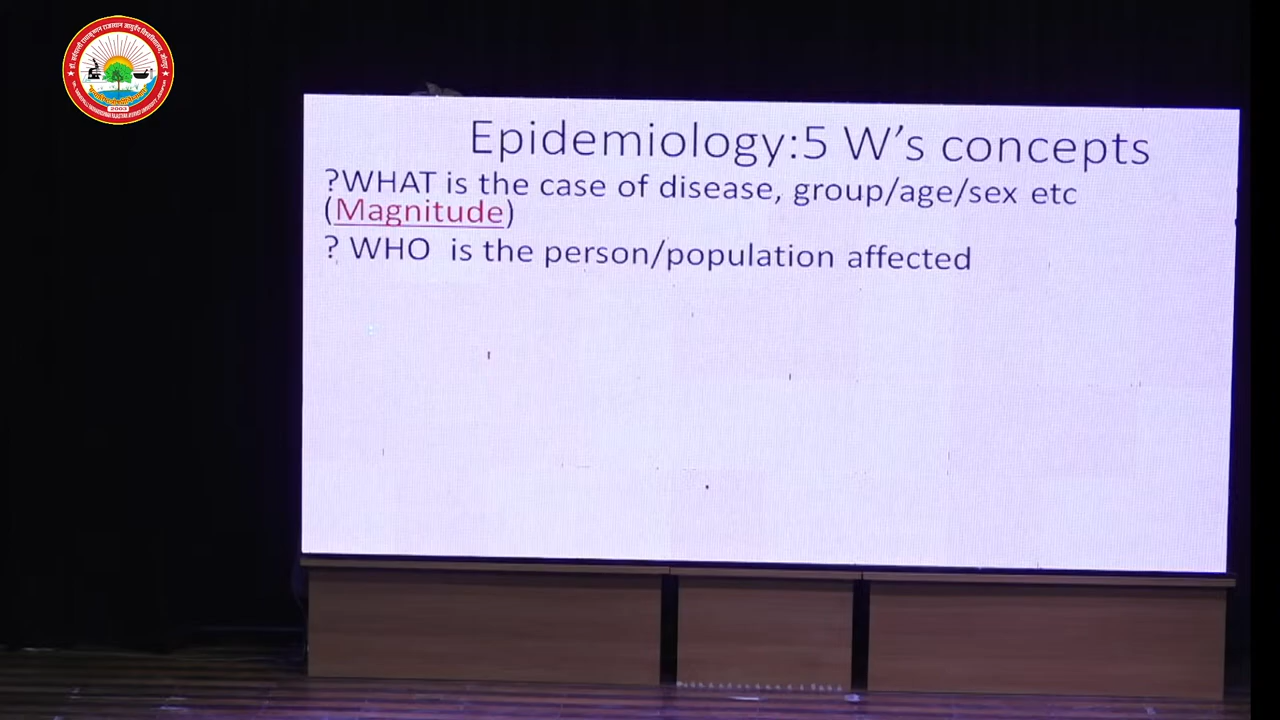 Epidemiology:5 W's concepts
?WHAT is the case of disease, group/age/sex etc
(Magnitude)
? WHO is the person/population affected
2003